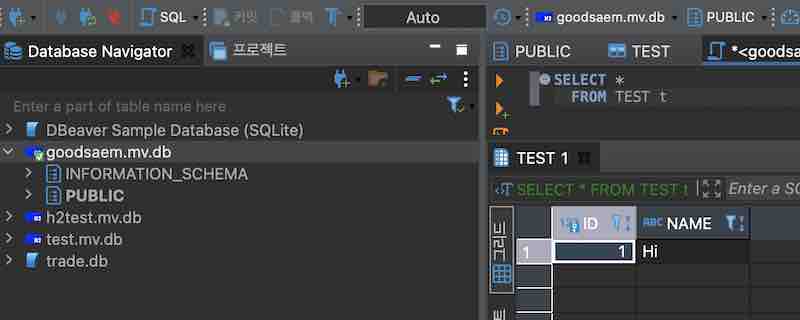 SQL 커밋 롤백 Auto goodsaem.mv.db PUBLIC
Database Navigator 프로젝트
PUBLIC TEST *<goodsa
Enter a part of table name here
DBeaver Sample Database (SQLite)
goodsaem.mv.db
INFORMATION_SCHEMA
PUBLIC
h2test.mv.db
test.mv.db
trade.db
SELECT *
FROM TEST t
TEST 1
SELECT * FROM TEST t Enter a SQ
ID NAME
1 1 Hi